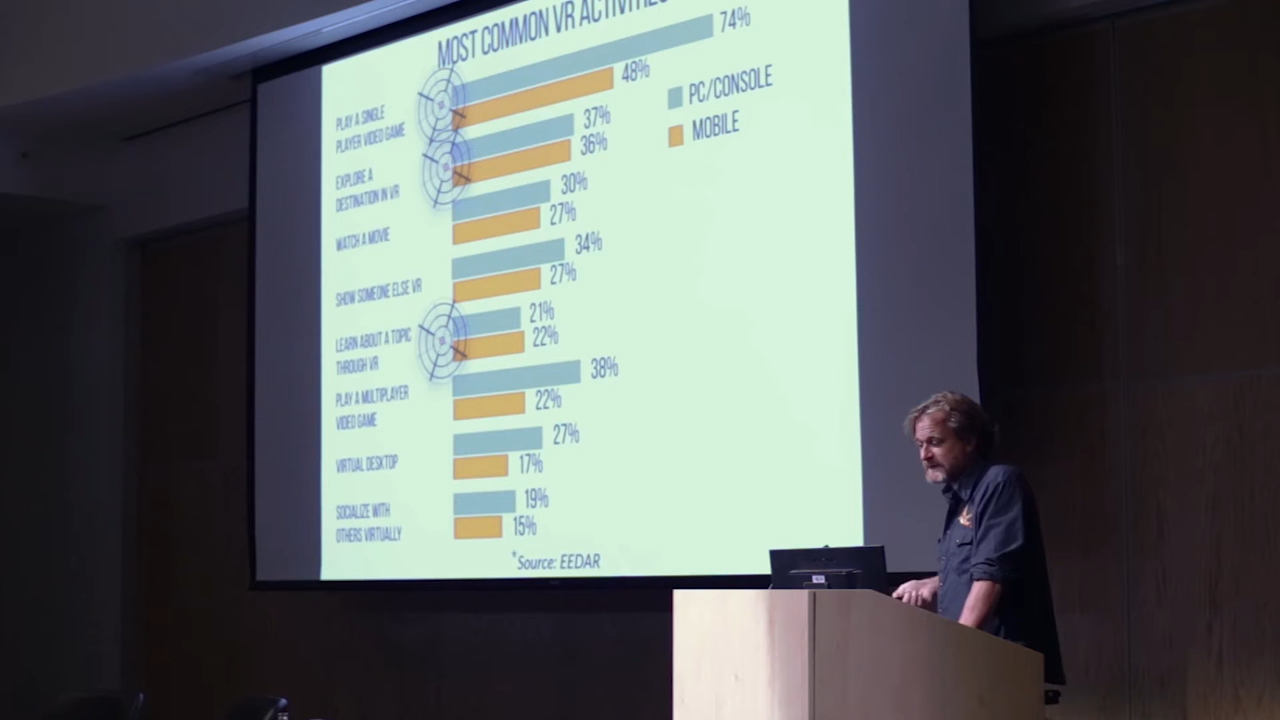 MOST COMMON VR ACTIVITIES
74%
PLAY A SINGLE
PLAYER VIDEO GAME
48%
PC/CONSOLE
MOBILE
37%
EXPLORE A
DESTINATION IN VR
36%
30%
WATCH A MOVIE
27%
34%
SHOW SOMEONE ELSE VR
27%
21%
LEARN ABOUT A TOPIC
THROUGH VR
22%
38%
PLAY A MULTIPLAYER
VIDEO GAME
22%
27%
VIRTUAL DESKTOP
17%
19%
SOCIALIZE WITH
OTHERS VIRTUALLY
15%
*Source: EEDAR